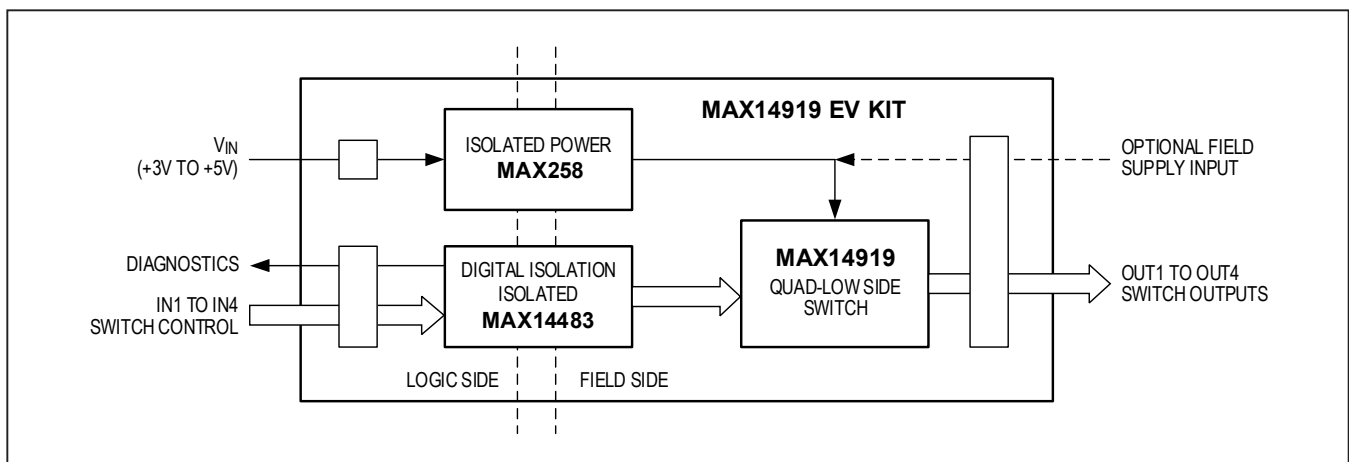 MAX14919 EV KIT
VIN
(+3V TO +5V)
ISOLATED POWER
MAX258
OPTIONAL FIELD
SUPPLY INPUT
DIAGNOSTICS
IN1 TO IN4
SWITCH CONTROL
DIGITAL ISOLATION
ISOLATED
MAX14483
MAX14919
QUAD-LOW SIDE
SWITCH
OUT1 TO OUT4
SWITCH OUTPUTS
LOGIC SIDE
FIELD SIDE